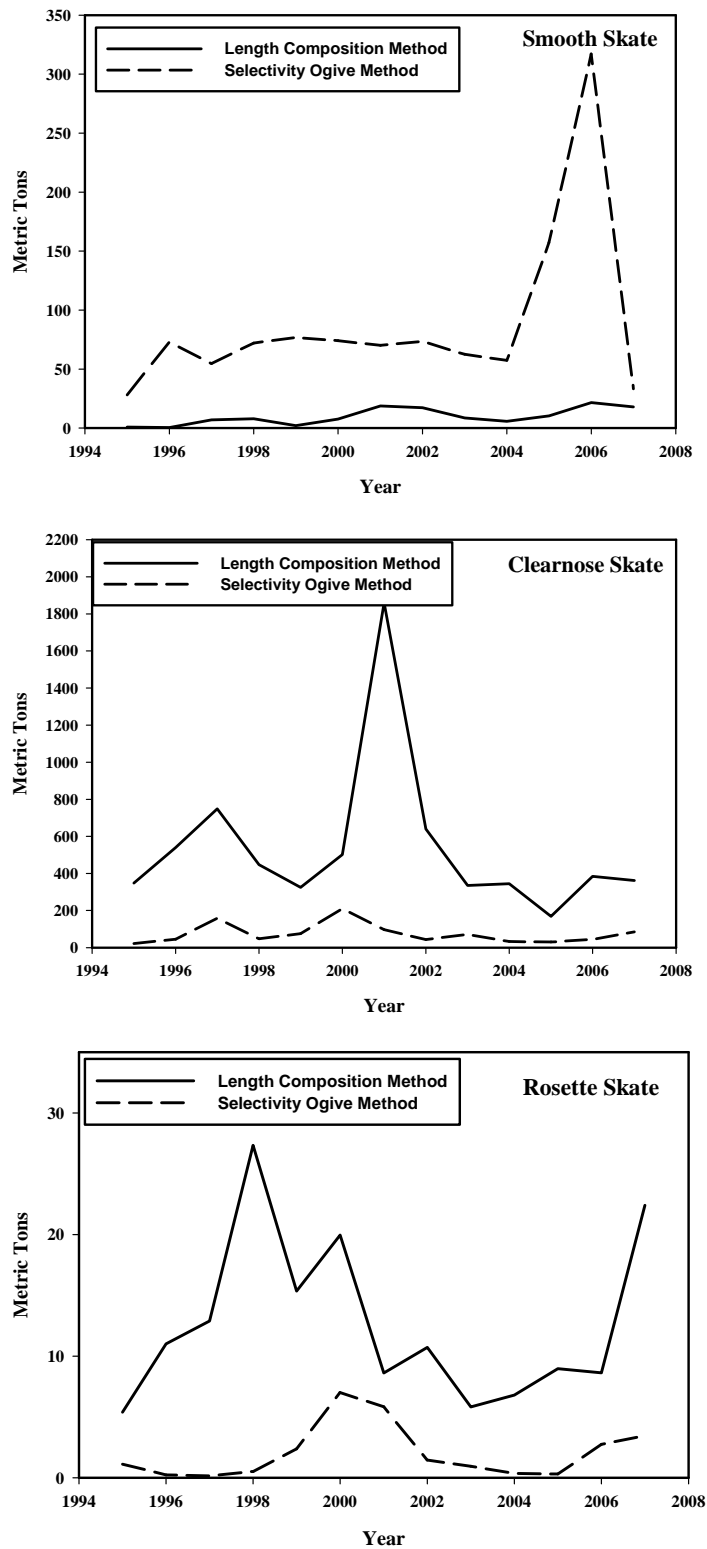 350
Length Composition Method
Smooth Skate
Selectivity Ogive Method
300
250
200
150
100
50
0
Metric Tons
1994 1996 1998 2000 2002 2004 2006 2008
Year
2200
Length Composition Method
Clearnose Skate
Selectivity Ogive Method
2000
1800
1600
1400
1200
1000
800
600
400
200
0
Metric Tons
1994 1996 1998 2000 2002 2004 2006 2008
Year
Length Composition Method
Rosette Skate
Selectivity Ogive Method
30
20
10
0
Metric Tons
1994 1996 1998 2000 2002 2004 2006 2008
Year